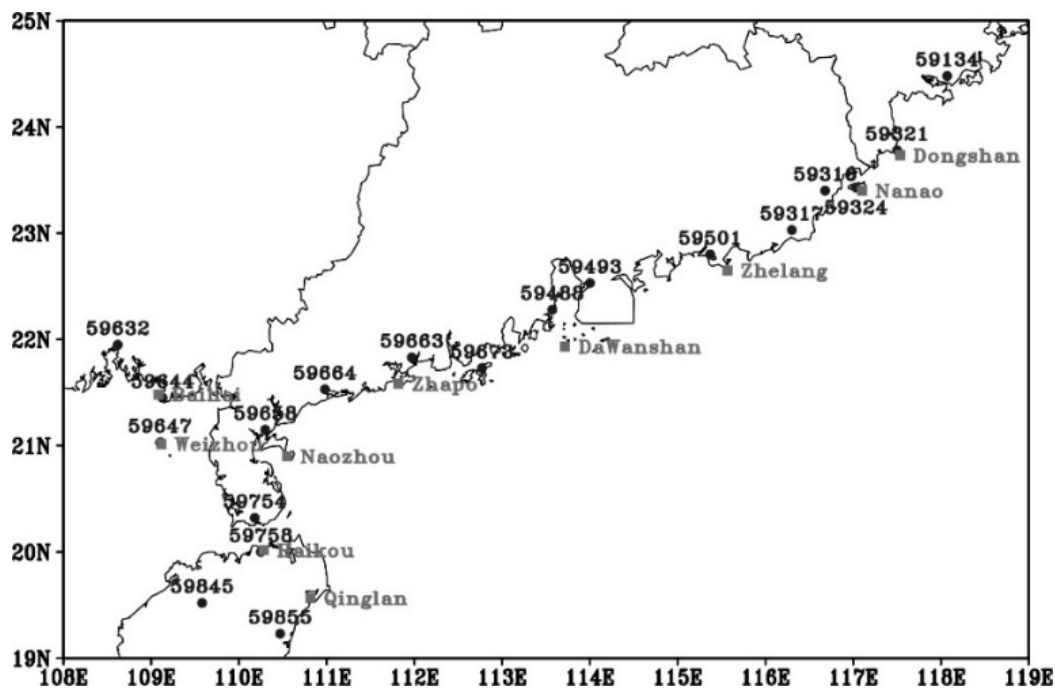 25N
59134
24N
59321
Dongshan
59316
Nanao
59324
59317
23N
59501
Zhelang
59493
59488
22N
59632
59663
59673
DaWanshan
59664
Zhapo
59644
Beihai
59658
59647
Weizhou
21N
Naozhou
59754
59758
20N
Haikou
59845
Qinglan
59855
19N
108E 109E 110E 111E 112E 113E 114E 115E 116E 117E 118E 119E